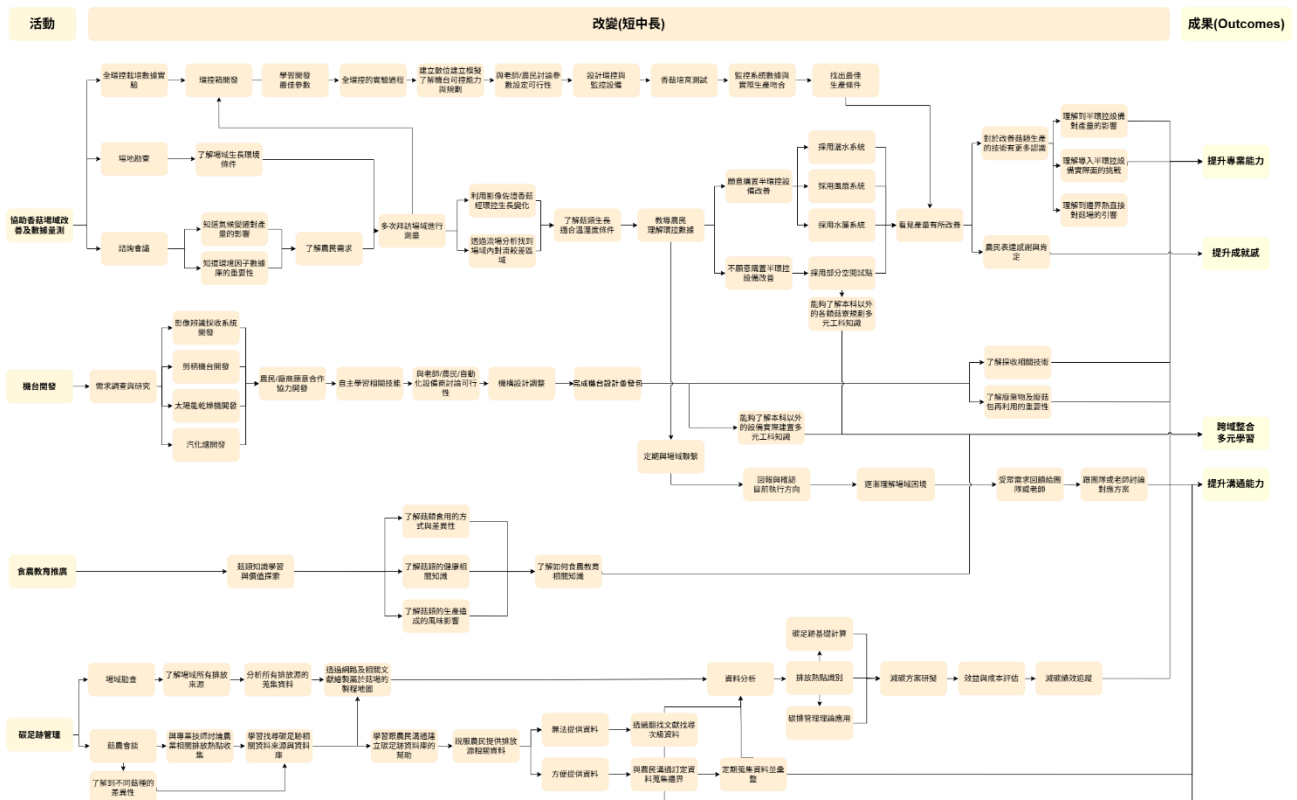 活動
改變(短中長)
成果(Outcomes)
全環控栽培數據實
驗
環控箱開發
學習開發
最佳參數
全環控的實驗過程
建立數位建立模擬
了解機台可控能力
與規劃
與老師/農民討論參
數設定可行性
設計環控與
監控設備
香菇培育測試
監控系統數據與
實際生產吻合
找出最佳
生產條件
場地勘查
了解場域生長環境
條件
協助香菇場域改
善及數據量測
諮詢會議
知道氣候變遷對產
量的影響
知道環境因子數據
庫的重要性
了解農民需求
多次拜訪場域進行
測量
利用影像佐證香菇
經環控生長變化
透過流場分析找到
場域內對流較差區
域
了解菇類生長
適合溫溼度條件
教導農民
理解環控數據
願意購置半環控設
備改善
不願意購置半環控
設備改善
採用灑水系統
採用風扇系統
採用水簾系統
採用部分空間試點
能夠了解本科以外
的各類菇寮規劃多
元工科知識
看見產量有所改善
對於改善菇類生產
的技術有更多認識
農民表達感謝與肯
定
理解到半環控設備
對產量的影響
理解導入半環控設
備實際面的挑戰
理解到邊界熱直接
對菇場的引響
提升專業能力
提升成就感
機台開發
需求調查與研究
影像辨識採收系統
開發
剪柄機台開發
太陽能乾燥機開發
汽化爐開發
農民/廠商願意合作
協力開發
自主學習相關技能
與老師/農民/自動
化設備商討論可行
性
機構設計調整
完成機台設計並發包
了解採收相關技術
了解廢棄物及廢菇
包再利用的重要性
能夠了解本科以外
的設備實際建置多
元工科知識
跨域整合
多元學習
定期與場域聯繫
回報與確認
目前執行方向
逐漸理解場域困境
受眾需求回饋給團
隊或老師
跟團隊或老師討論
對應方案
提升溝通能力
食農教育推廣
菇類知識學習
與價值探索
了解菇類食用的方
式與差異性
了解菇類的健康相
關知識
了解菇類的生產造
成的風味影響
了解如何食農教育
相關知識
碳足跡管理
場域勘查
了解場域所有排放
來源
分析所有排放源的
蒐集資料
透過網路及相關文
獻繪製屬於菇場的
製程地圖
資料分析
碳足跡基礎計算
排放熱點識別
碳排管理理論應用
減碳方案研擬
效益與成本評估
減碳績效追蹤
菇農會談
與專業技師討論農
業相關排放熱點收
集
學習找尋碳足跡相
關資料來源與資料
庫
學習跟農民溝通建
立碳足跡資料庫的
幫助
說服農民提供排放
源相關資料
無法提供資料
透過翻找文獻找尋
次級資料
方便提供資料
與農民溝通訂定資
料蒐集邊界
定期蒐集資料並彙
整
了解到不同菇種的
差異性